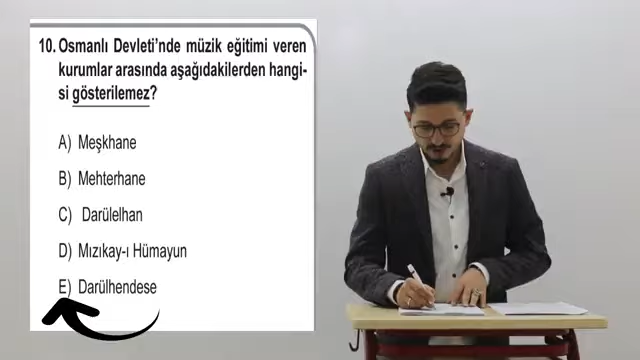 10. Osmanlı Devleti’nde müzik eğitimi veren
kurumlar arasında aşağıdakilerden hangi-
si gösterilemez?
A) Meşkhane
B) Mehterhane
C) Darülelhan
D) Mızıkay-ı Hümayun
E) Darülhendese